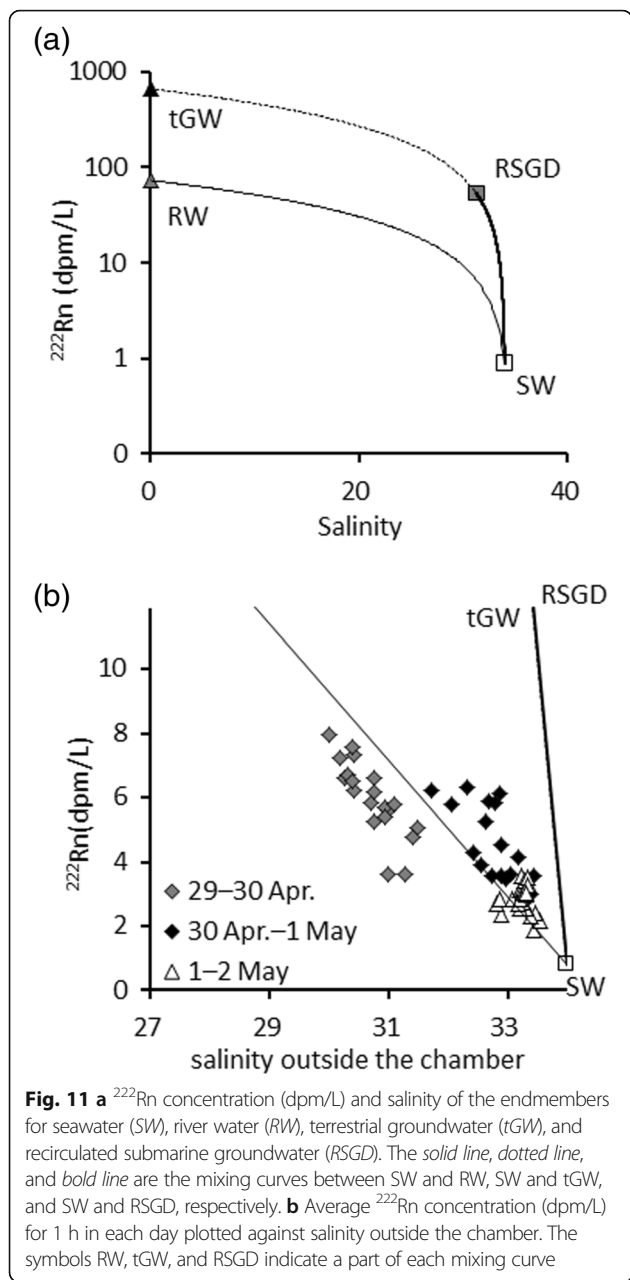 (a)
1000
100
10
1
0
²²²Rn (dpm/L)
tGW
RW
RSGD
SW
0 20 40
Salinity
(b)
10
8
6
4
2
0
²²²Rn(dpm/L)
tGW
RSGD
29–30 Apr.
30 Apr.–1 May
1–2 May
SW
27 29 31 33
salinity outside the chamber
Fig. 11 a ²²²Rn concentration (dpm/L) and salinity of the endmembers
for seawater (SW), river water (RW), terrestrial groundwater (tGW), and
recirculated submarine groundwater (RSGD). The solid line, dotted line,
and bold line are the mixing curves between SW and RW, SW and tGW,
and SW and RSGD, respectively. b Average ²²²Rn concentration (dpm/L)
for 1 h in each day plotted against salinity outside the chamber. The
symbols RW, tGW, and RSGD indicate a part of each mixing curve